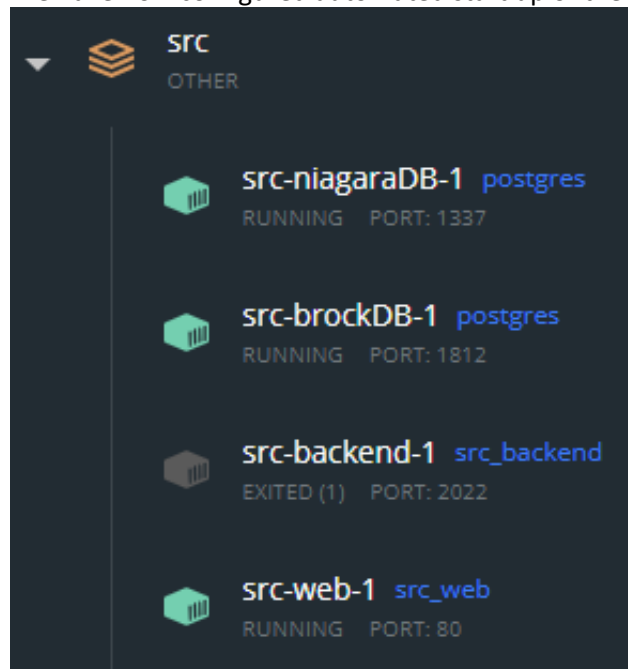 src
OTHER
src-niagaraDB-1 postgres
RUNNING PORT: 1337
src-brockDB-1 postgres
RUNNING PORT: 1812
src-backend-1 src_backend
EXITED (1) PORT: 2022
src-web-1 src_web
RUNNING PORT: 80